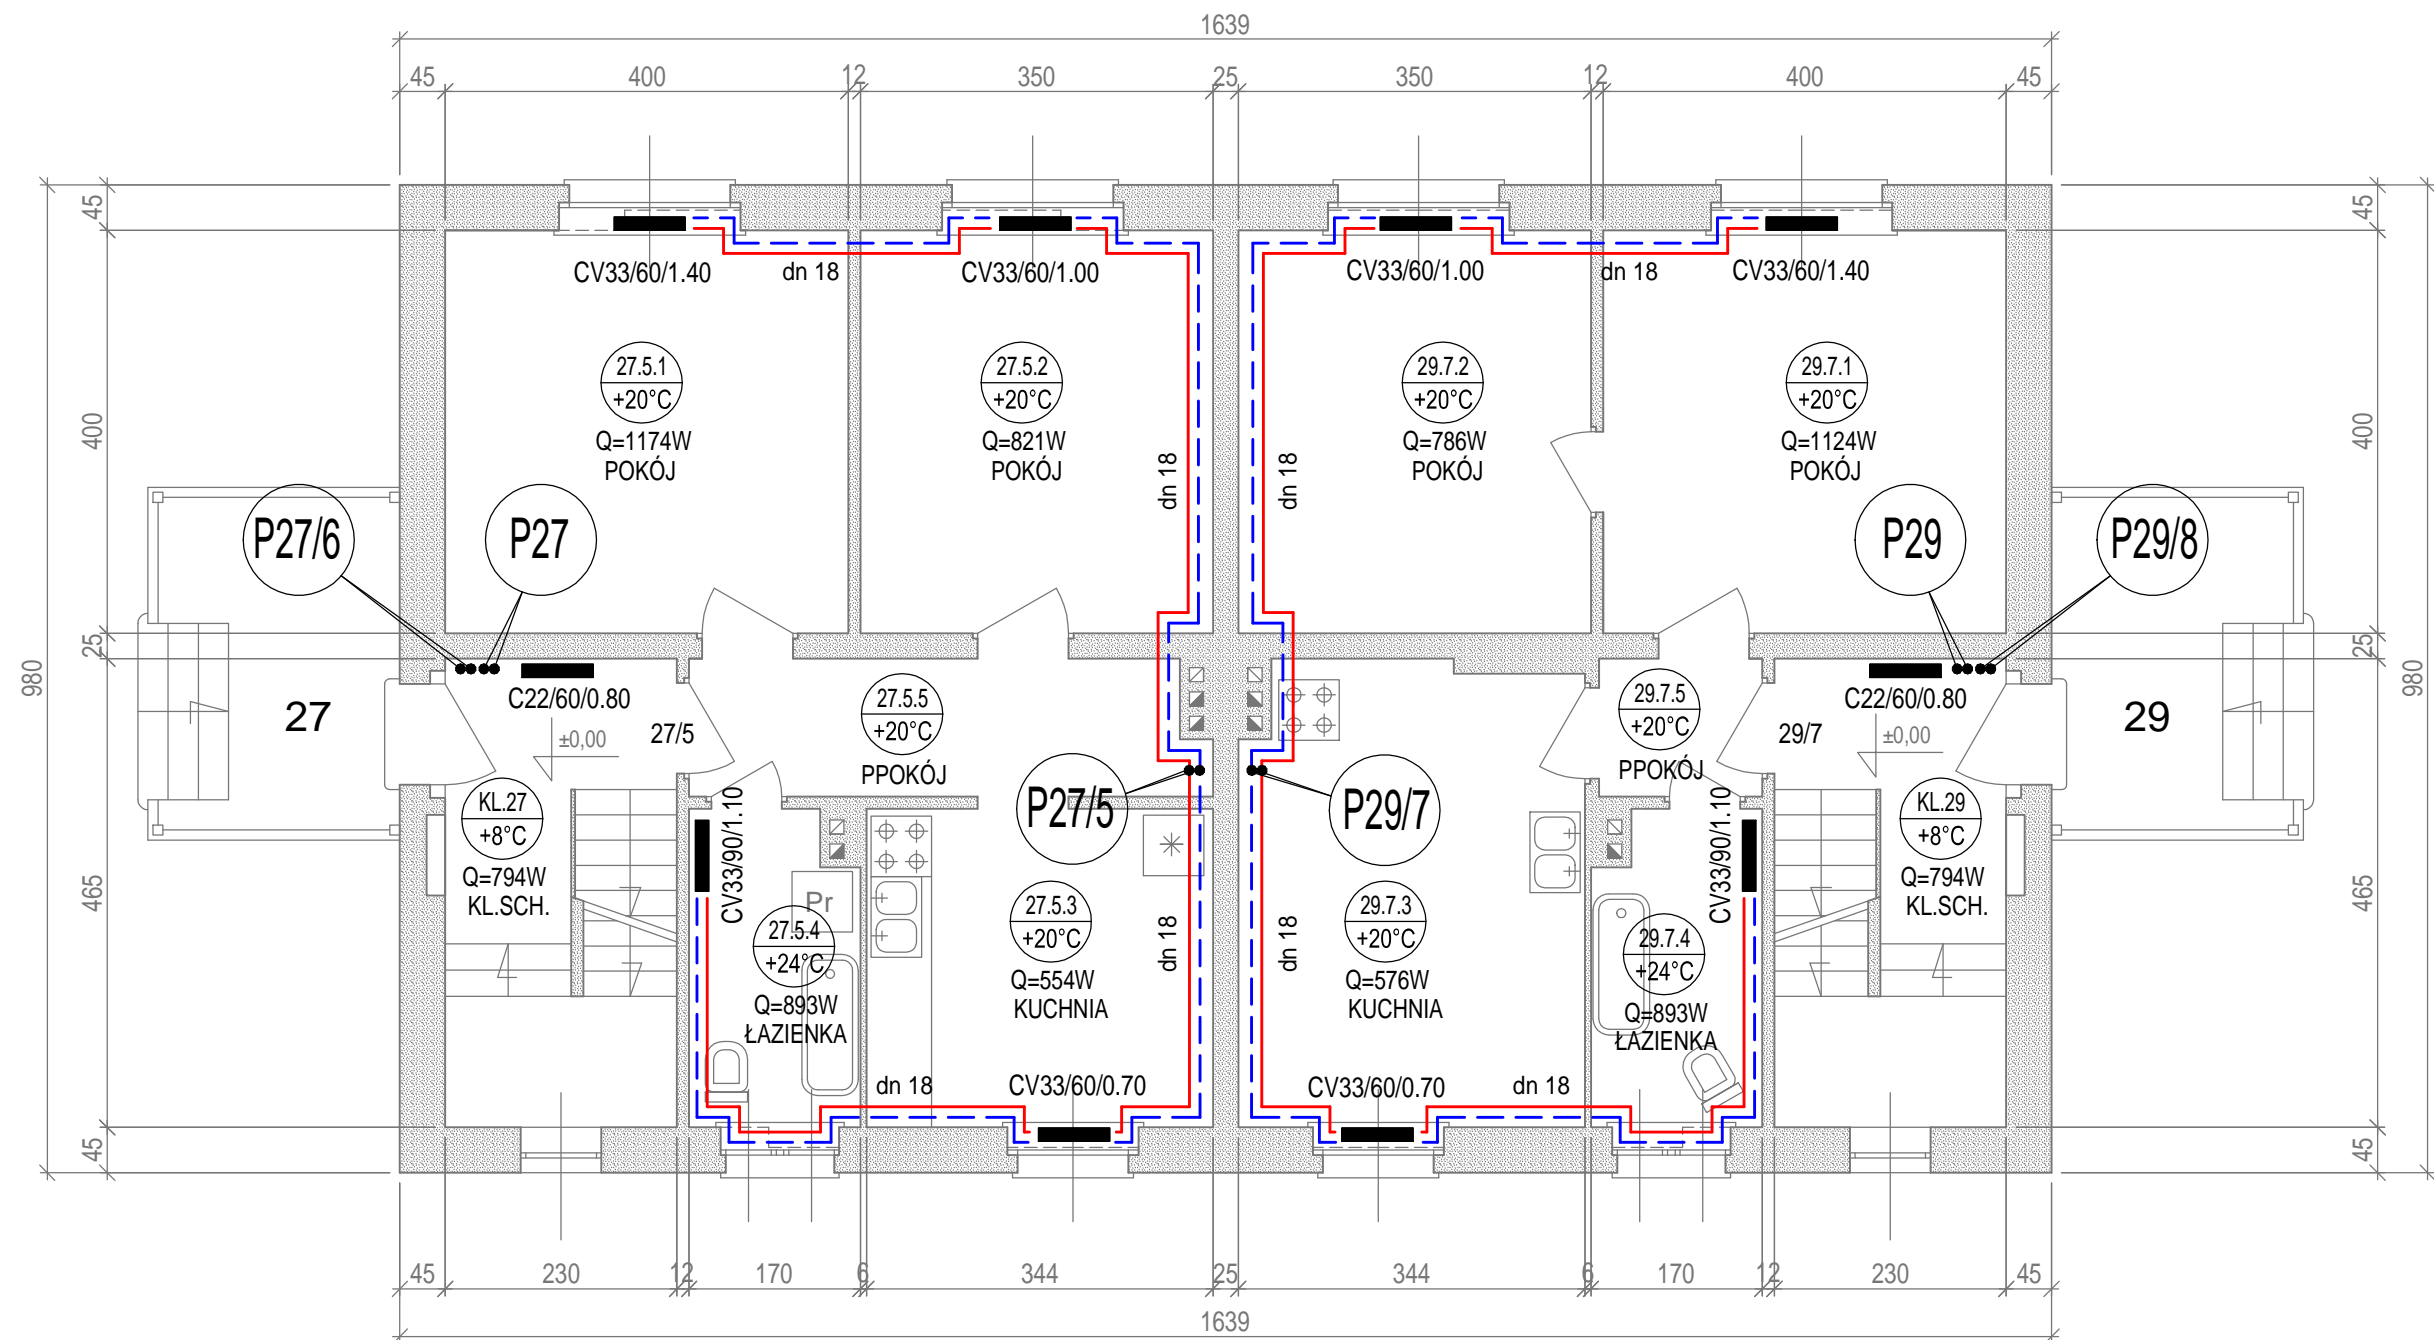 1639
45 400 12 350 25 350 12 400 45
45 45
CV33/60/1.40 dn 18 CV33/60/1.00 CV33/60/1.00 dn 18 CV33/60/1.40
27.5.1 27.5.2 29.7.2 29.7.1
+20°C +20°C +20°C +20°C
400 400
Q=1174W Q=821W Q=786W Q=1124W
POKÓJ POKÓJ POKÓJ POKÓJ
dn 18 dn 18
P27/6 P27 P29 P29/8
25 25
980 980
C22/60/0.80 C22/60/0.80
27.5.5 29.7.5
+20°C +20°C
27 27/5 29/7 29
±0,00 ±0,00
PPOKÓJ PPOKÓJ
KL.27 KL.29
+8°C +8°C
P27/5 P29/7
CV33/90/1.10 CV33/90/1.10
465 465
Q=794W Q=794W
KL.SCH. KL.SCH.
Pr
27.5.4 27.5.3 29.7.3 29.7.4
+24°C +20°C +20°C +24°C
dn 18 dn 18
Q=554W Q=576W
KUCHNIA KUCHNIA
Q=893W Q=893W
ŁAZIENKA ŁAZIENKA
dn 18 CV33/60/0.70 CV33/60/0.70 dn 18
45 45
45 230 12 170 6 344 25 344 6 170 12 230 45
1639